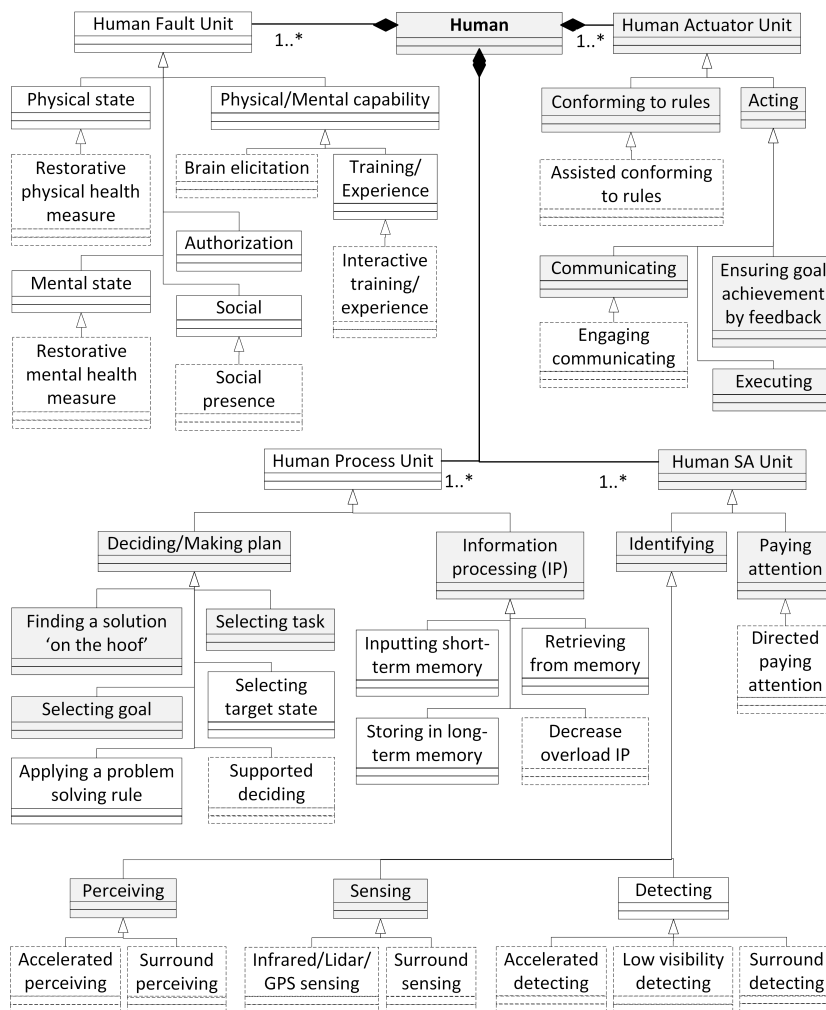 Human Fault Unit
1..*
Human
1..*
Human Actuator Unit
Physical state
Physical/Mental capability
Conforming to rules
Acting
Restorative
physical health
measure
Brain elicitation
Training/
Experience
Assisted conforming
to rules
Authorization
Mental state
Interactive
training/
experience
Communicating
Ensuring goal
achievement
by feedback
Social
Restorative
mental health
measure
Social
presence
Engaging
communicating
Executing
Human Process Unit
1..*
1..*
Human SA Unit
Deciding/Making plan
Information
processing (IP)
Identifying
Paying
attention
Finding a solution
‘on the hoof’
Selecting task
Inputting short-
term memory
Retrieving
from memory
Directed
paying
attention
Selecting goal
Selecting
target state
Storing in long-
term memory
Decrease
overload IP
Applying a problem
solving rule
Supported
deciding
Perceiving
Sensing
Detecting
Accelerated
perceiving
Surround
perceiving
Infrared/Lidar/
GPS sensing
Surround
sensing
Accelerated
detecting
Low visibility
detecting
Surround
detecting